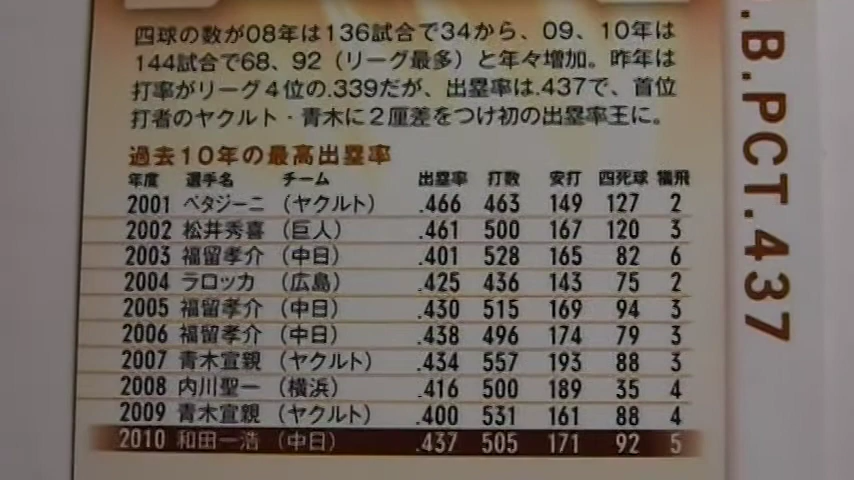 四球の数が08年は136試合で34から、09、10年は
144試合で68、92（リーグ最多）と年々増加。昨年は
打率がリーグ4位の.339だが、出塁率は.437で、首位
打者のヤクルト・青木に2厘差をつけ初の出塁率王に。
過去10年の最高出塁率
年度 選手名 チーム 出塁率 打数 安打 四死球 犠飛
2001 ペタジーニ（ヤクルト） .466 463 149 127 2
2002 松井秀喜（巨人） .461 500 167 120 3
2003 福留孝介（中日） .401 528 165 82 6
2004 ラロッカ（広島） .425 436 143 75 2
2005 福留孝介（中日） .430 515 169 94 3
2006 福留孝介（中日） .438 496 174 79 3
2007 青木宣親（ヤクルト） .434 557 193 88 3
2008 内川聖一（横浜） .416 500 189 35 4
2009 青木宣親（ヤクルト） .400 531 161 88 4
2010 和田一浩（中日） .437 505 171 92 5
.B.PCT.437